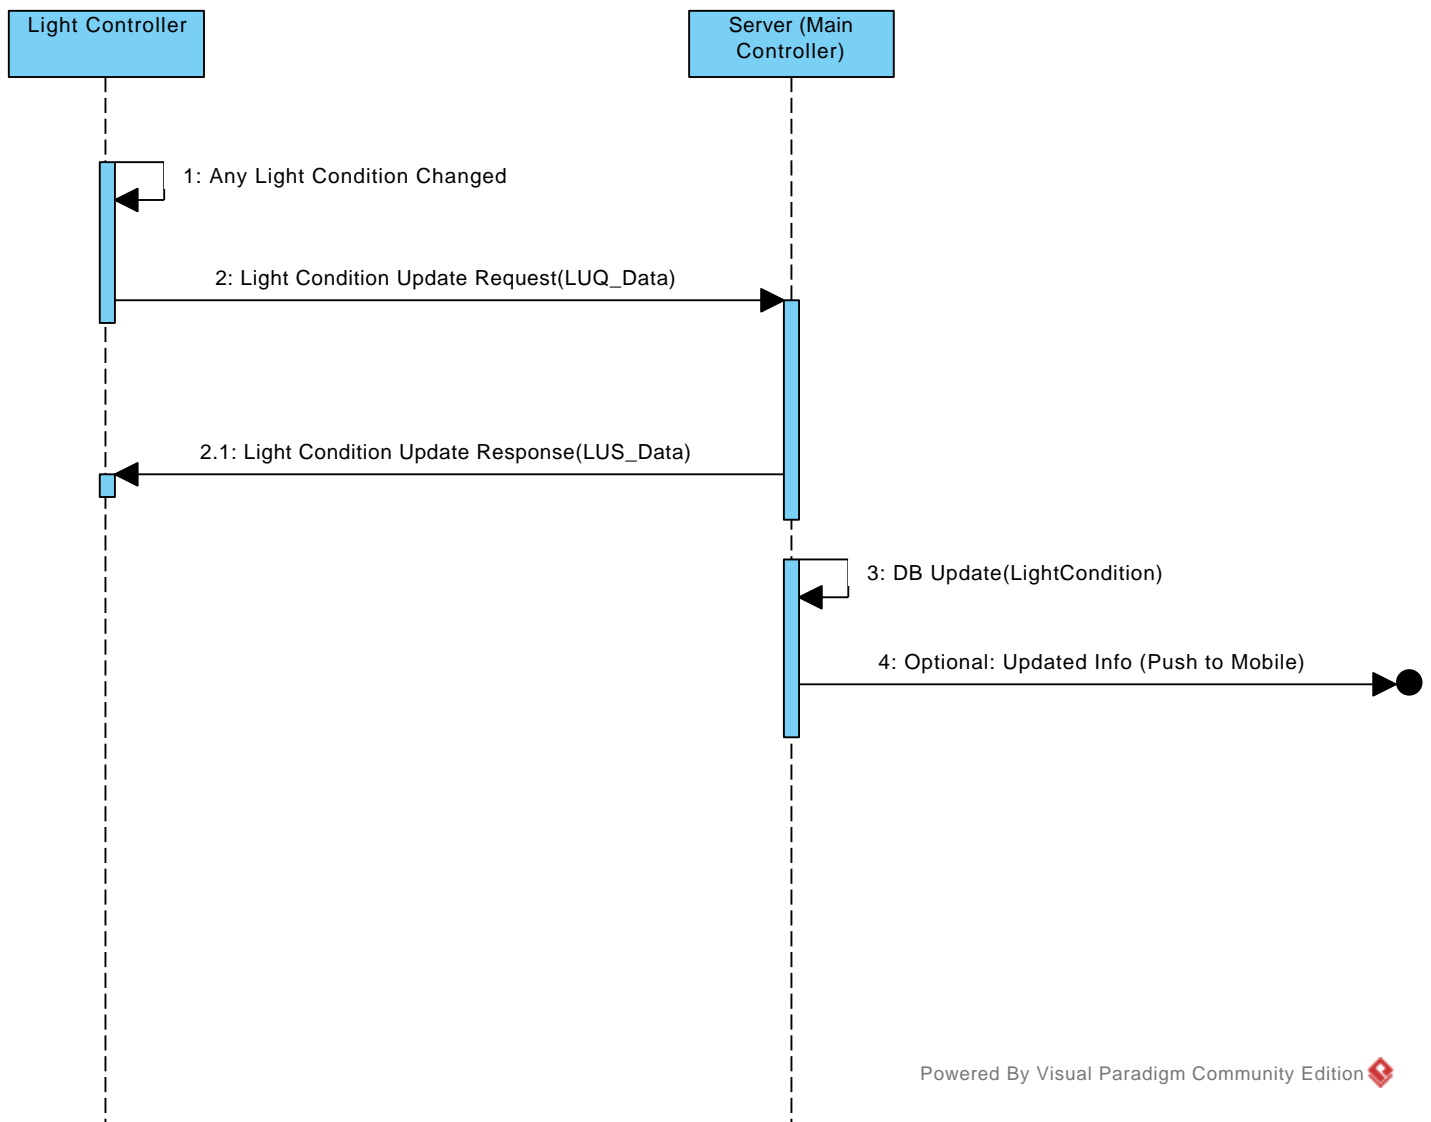 Light Controller
Server (Main
Controller)
1: Any Light Condition Changed
2: Light Condition Update Request(LUQ_Data)
2.1: Light Condition Update Response(LUS_Data)
3: DB Update(LightCondition)
4: Optional: Updated Info (Push to Mobile)
Powered By Visual Paradigm Community Edition